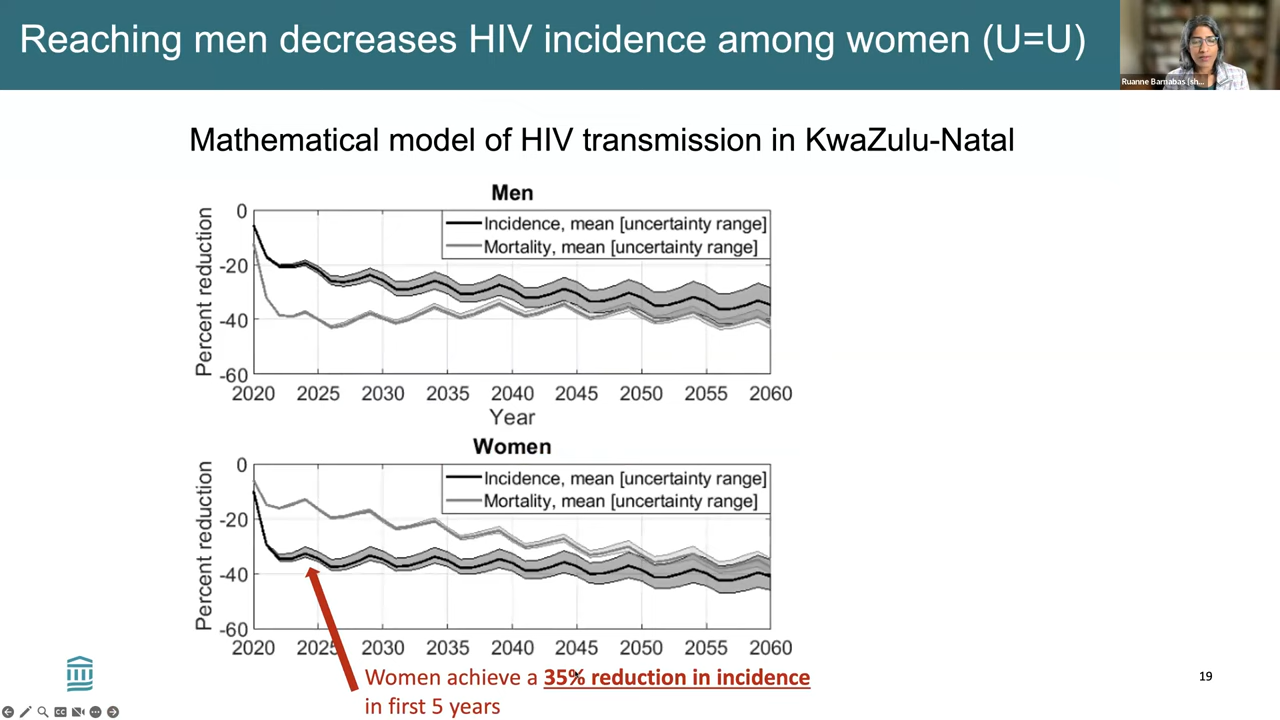 Reaching men decreases HIV incidence among women (U=U)
Ruanne Barnabas (sh...
Mathematical model of HIV transmission in KwaZulu-Natal
Men
Incidence, mean [uncertainty range]
Mortality, mean [uncertainty range]
Percent reduction
0
-20
-40
-60
2020 2025 2030 2035 2040 2045 2050 2055 2060
Year
Women
Incidence, mean [uncertainty range]
Mortality, mean [uncertainty range]
Percent reduction
0
-20
-40
-60
2020 2025 2030 2035 2040 2045 2050 2055 2060
Women achieve a 35% reduction in incidence
in first 5 years
19